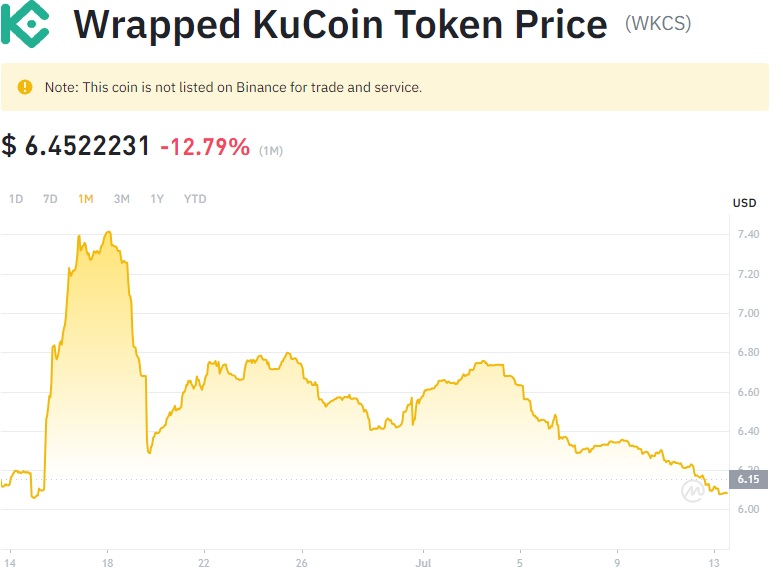 Wrapped KuCoin Token Price (WKCS)
Note: This coin is not listed on Binance for trade and service.
$ 6.4522231 -12.79% (1M)
1D 7D 1M 3M 1Y YTD
USD
7.40
7.20
7.00
6.80
6.60
6.40
6.20
6.15
6.00
14 18 22 26 Jul 5 9 13